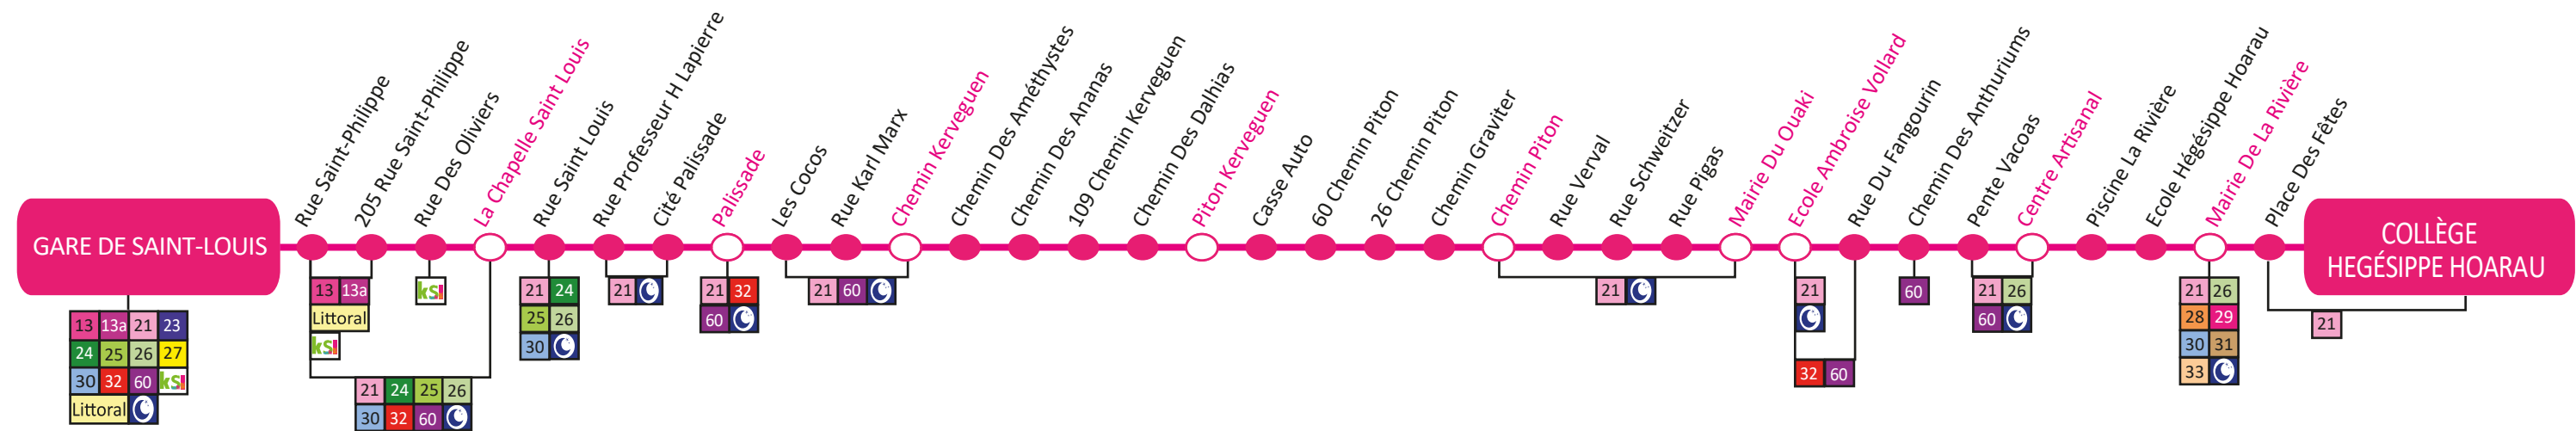 GARE DE SAINT-LOUIS
Rue Saint-Philippe
205 Rue Saint-Philippe
Rue Des Oliviers
La Chapelle Saint Louis
Rue Saint Louis
Rue Professeur H Lapierre
Cité Palissade
Palissade
Les Cocos
Rue Karl Marx
Chemin Kerveguen
Chemin Des Améthystes
Chemin Des Ananas
109 Chemin Kerveguen
Chemin Des Dalhias
Piton Kerveguen
Casse Auto
60 Chemin Piton
26 Chemin Piton
Chemin Graviter
Chemin Piton
Rue Verval
Rue Schweitzer
Rue Pigas
Mairie Du Ouaki
Ecole Ambroise Vollard
Rue Du Fangourin
Chemin Des Anthuriums
Pente Vacoas
Centre Artisanal
Piscine La Rivière
Ecole Hégésippe Hoarau
Mairie De La Rivière
Place Des Fêtes
COLLÈGE
HEGÉSIPPE HOARAU
13 13a 21 23
24 25 26 27
30 32 60 ks!
Littoral
13 13a
Littoral
ks!
21 24 25 26
30 32 60
ks!
21 24
25 26
30
21
21 32
60
21 60
21
21
32 60
60
21 26
60
21 26
28 29
30 31
33
21